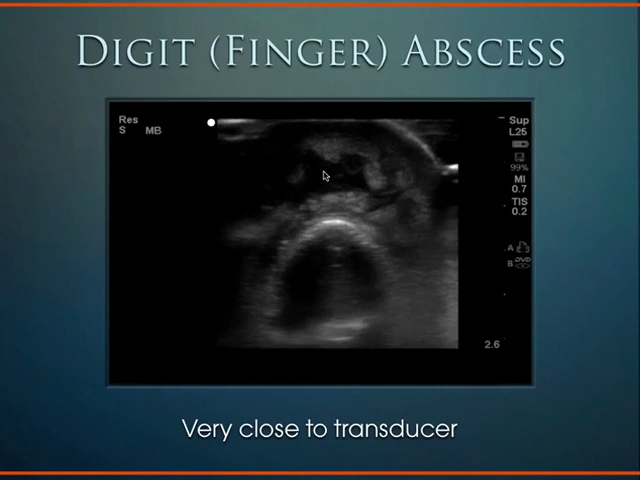 DIGIT (FINGER) ABSCESS
Res
S MB
Sup
L25
99%
MI
0.7
TIS
0.2
A
B DVD
2.6
Very close to transducer